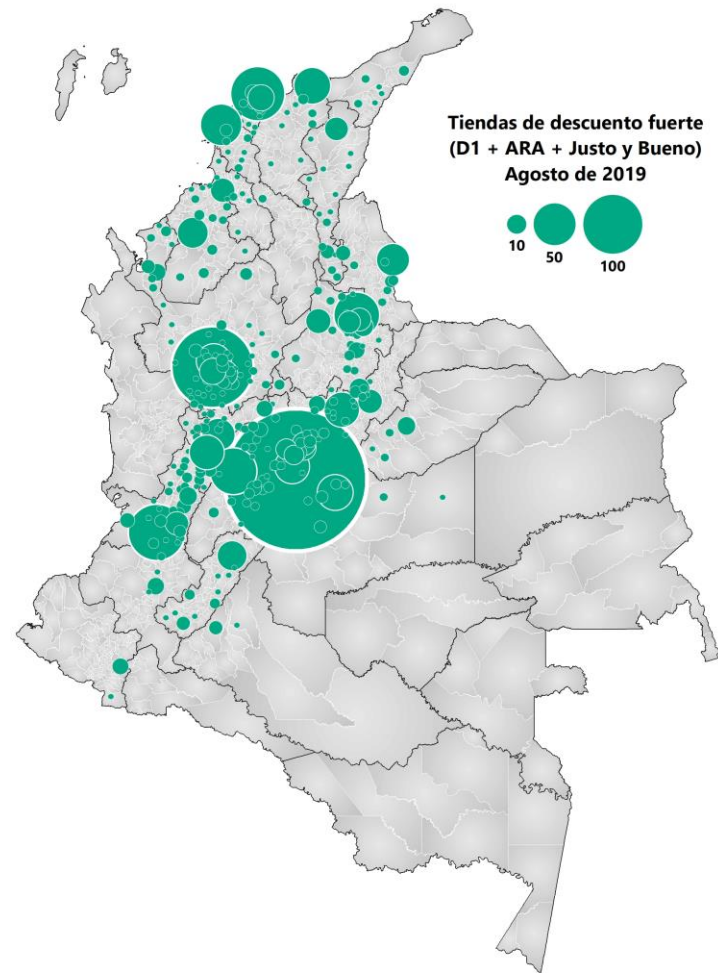 Tiendas de descuento fuerte
(D1 + ARA + Justo y Bueno)
Agosto de 2019
10
50
100